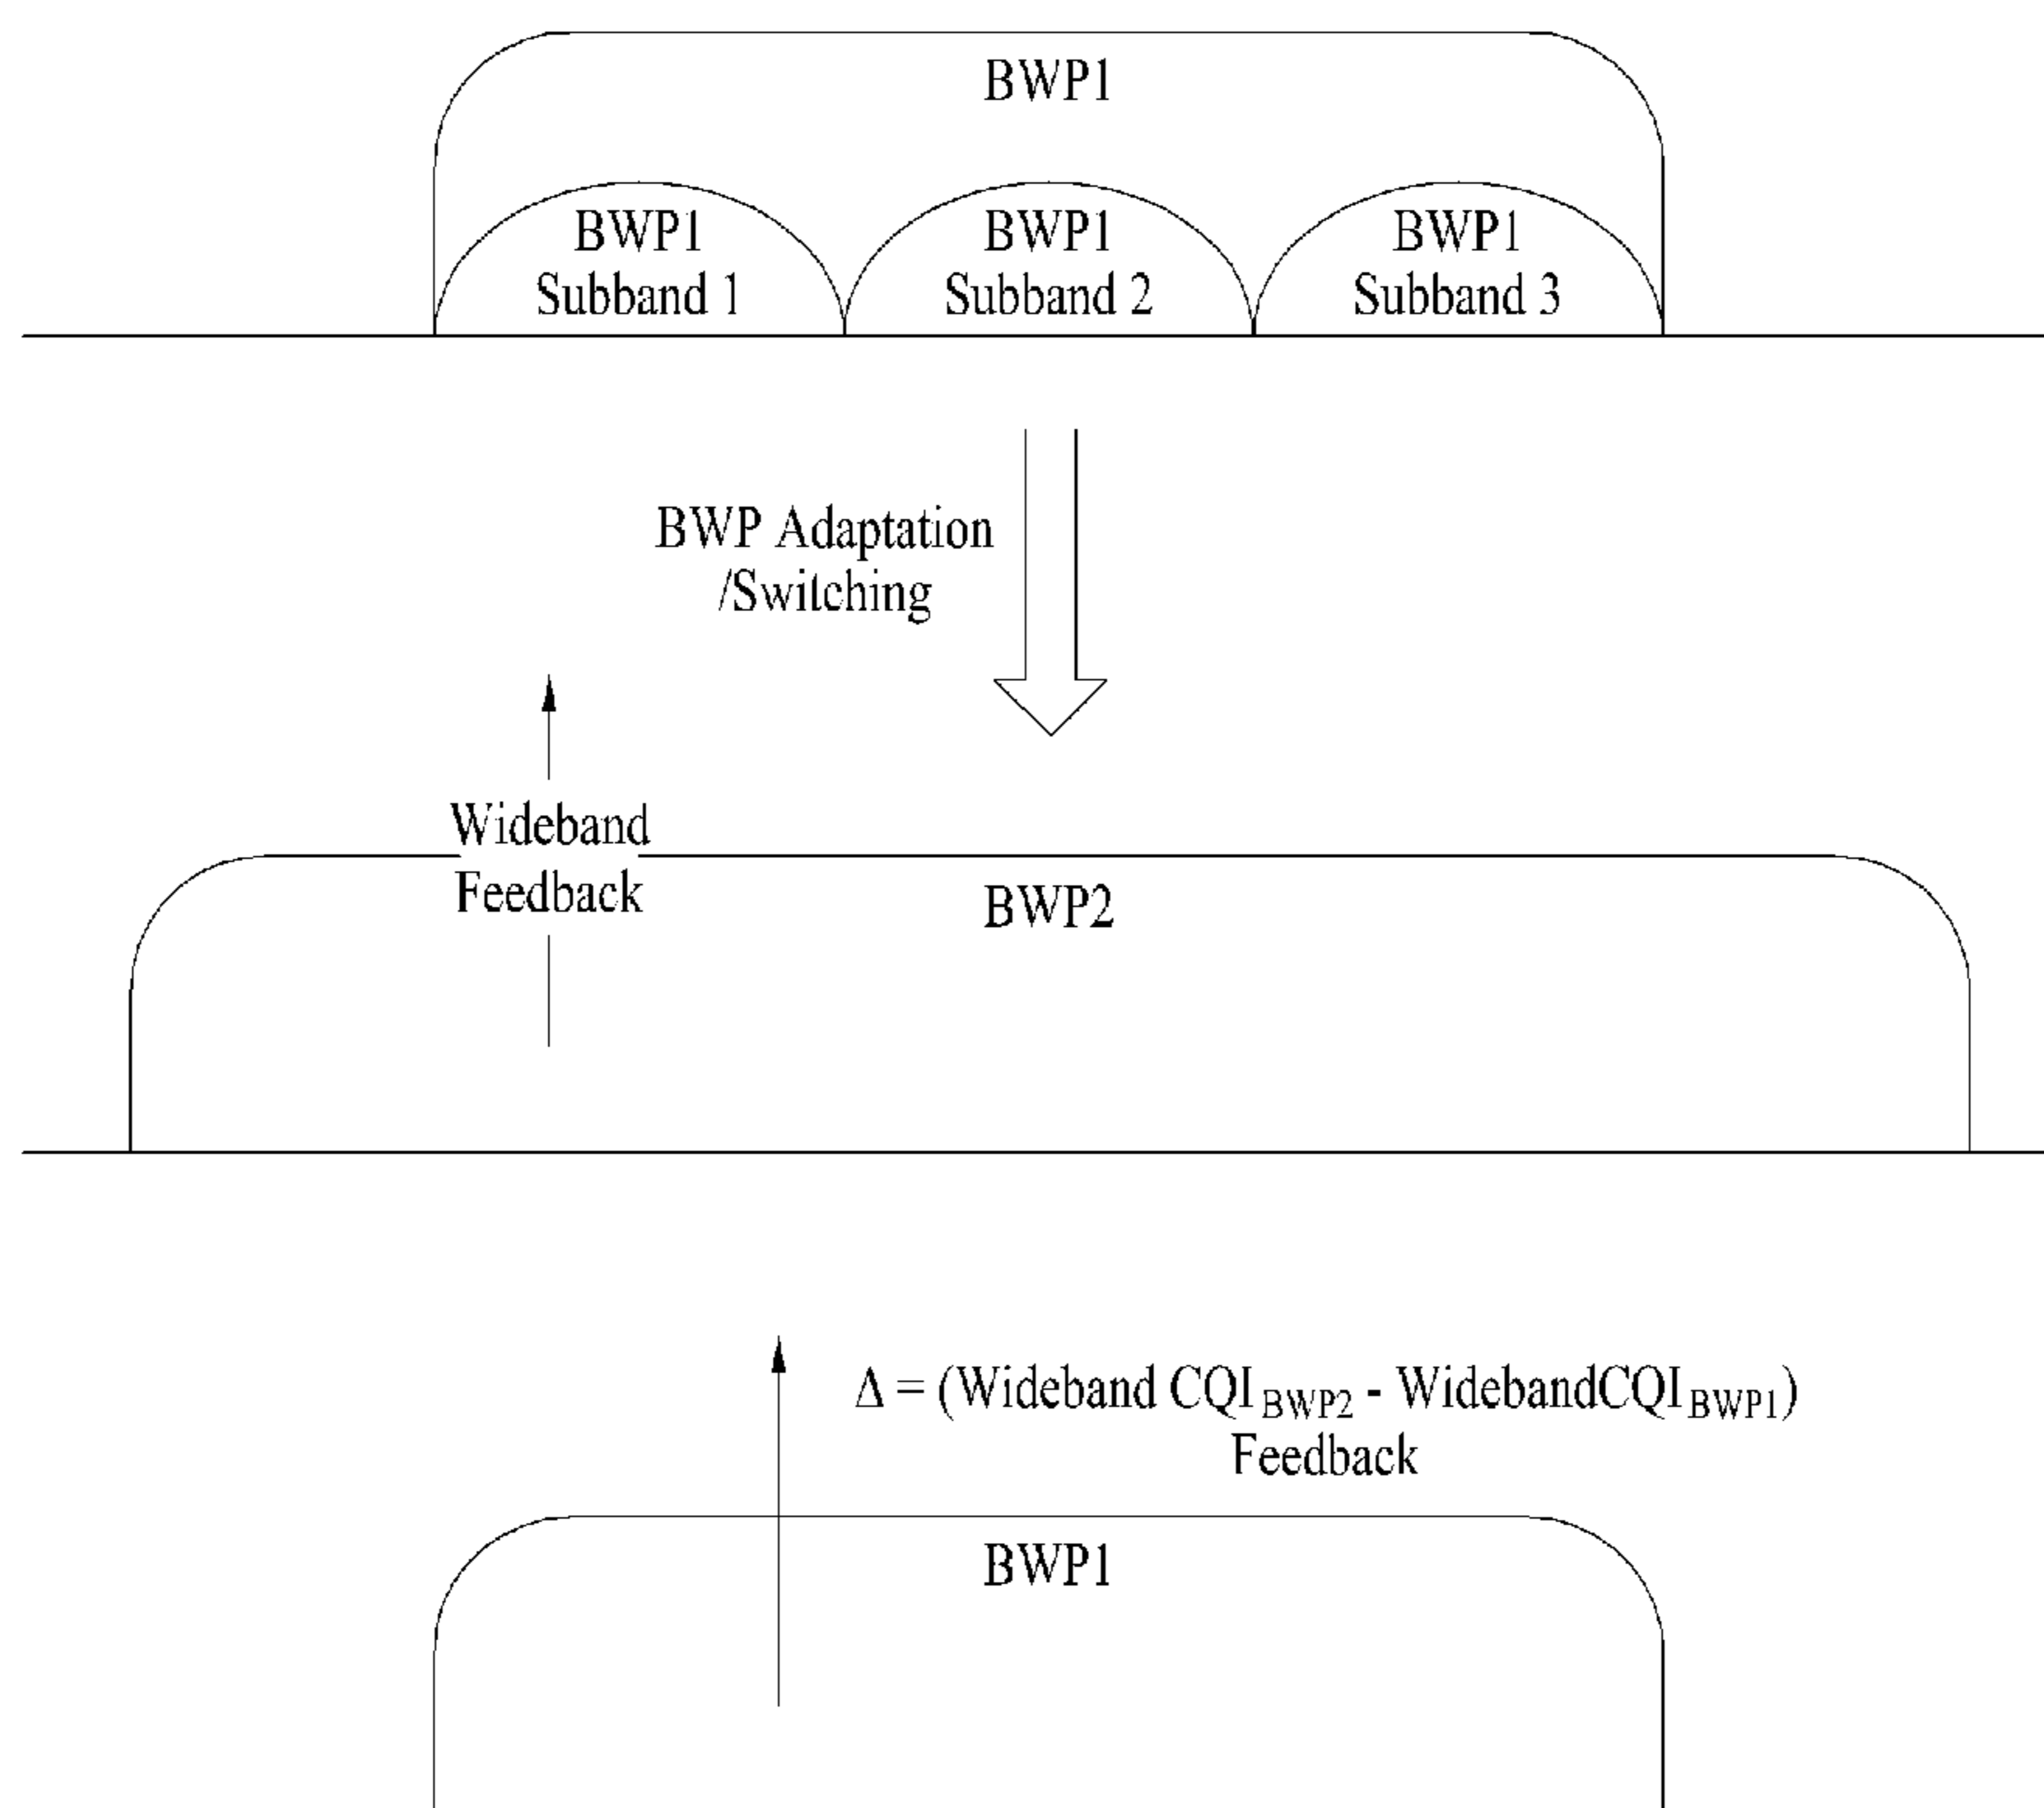 BWP1
BWP1 BWP1 BWP1
Subband 1 Subband 2 Subband 3
BWP Adaptation
/Switching
Wideband
Feedback
BWP2
Δ = (Wideband CQI BWP2 - WidebandCQI BWP1)
Feedback
BWP1